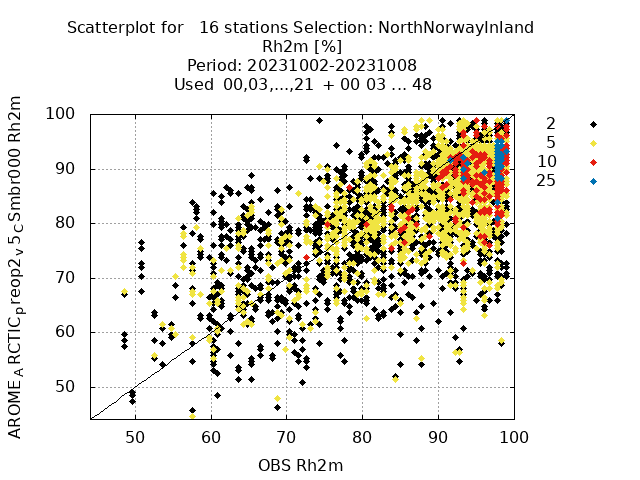 Scatterplot for 16 stations Selection: NorthNorwayInland
Rh2m [%]
Period: 20231002-20231008
Used 00,03,...,21 + 00 03 ... 48
AROME_ARCTIC_preop2_v5_CSmbr000 Rh2m
100
90
80
70
60
50
50 60 70 80 90 100
OBS Rh2m
2
5
10
25